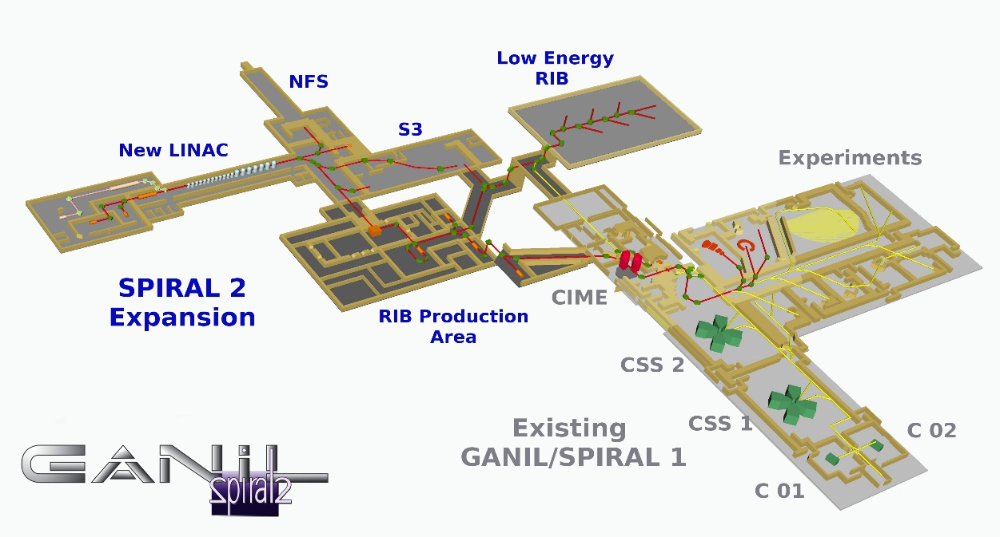 Low Energy
RIB
NFS
S3
New LINAC
Experiments
SPIRAL 2
Expansion
CIME
RIB Production
Area
CSS 2
Existing
GANIL/SPIRAL 1
CSS 1
C 02
C 01
GANiL
spiral2